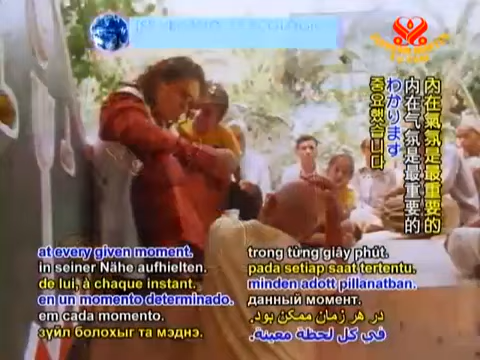 內在氣氛是最重要的
内在气氛是最重要的
わかります
중요했습니다
at every given moment.
in seiner Nähe aufhielten.
de lui, à chaque instant.
en un momento determinado.
em cada momento.
зүйл болохыг та мэднэ.
trong từng giây phút.
pada setiap saat tertentu.
minden adott pillanatban.
данный момент.
در هر زمان ممکن بود.
في كل لحظة معينة.